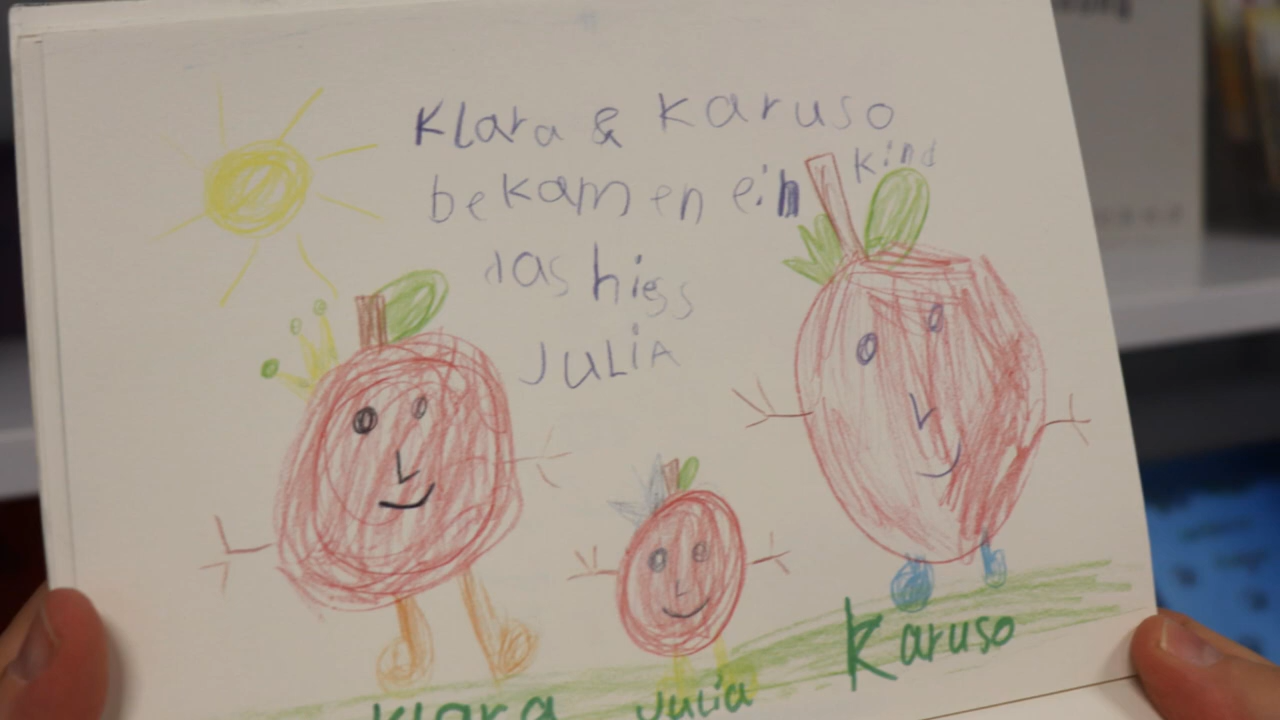 Klara & Karuso
bekamen ein kind
das hiess
JULIA
Klara Julia Karuso